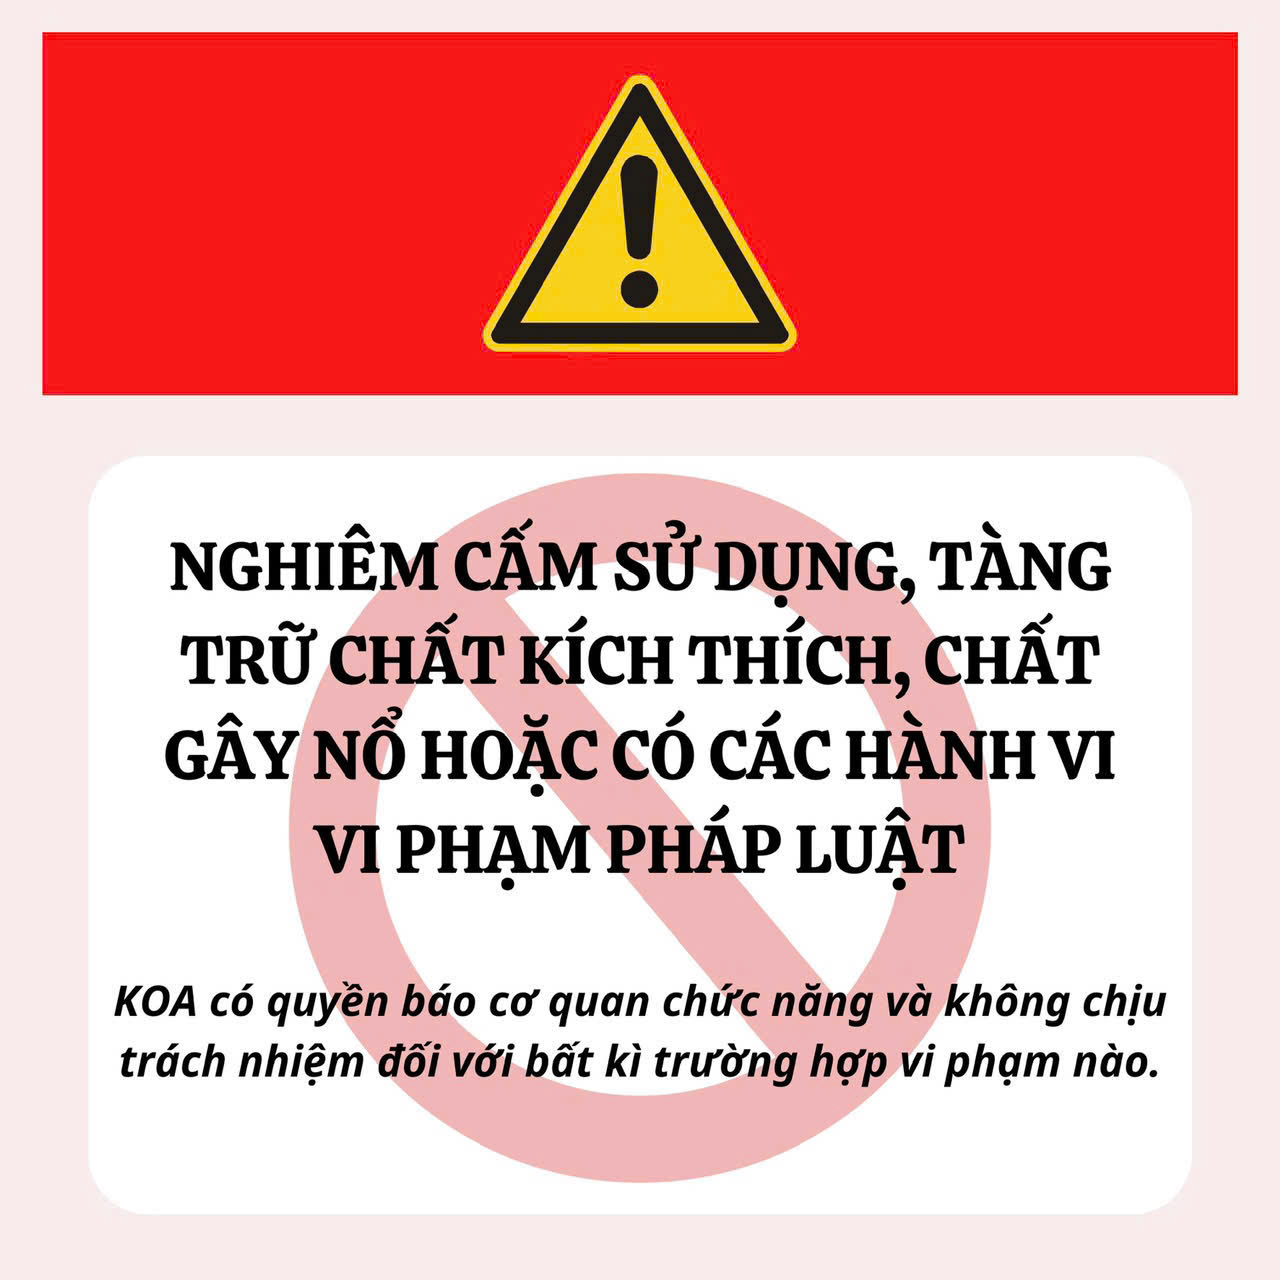 NGHIÊM CẤM SỬ DỤNG, TÀNG
TRỮ CHẤT KÍCH THÍCH, CHẤT
GÂY NỔ HOẶC CÓ CÁC HÀNH VI
VI PHẠM PHÁP LUẬT
KOA có quyền báo cơ quan chức năng và không chịu
trách nhiệm đối với bất kì trường hợp vi phạm nào.